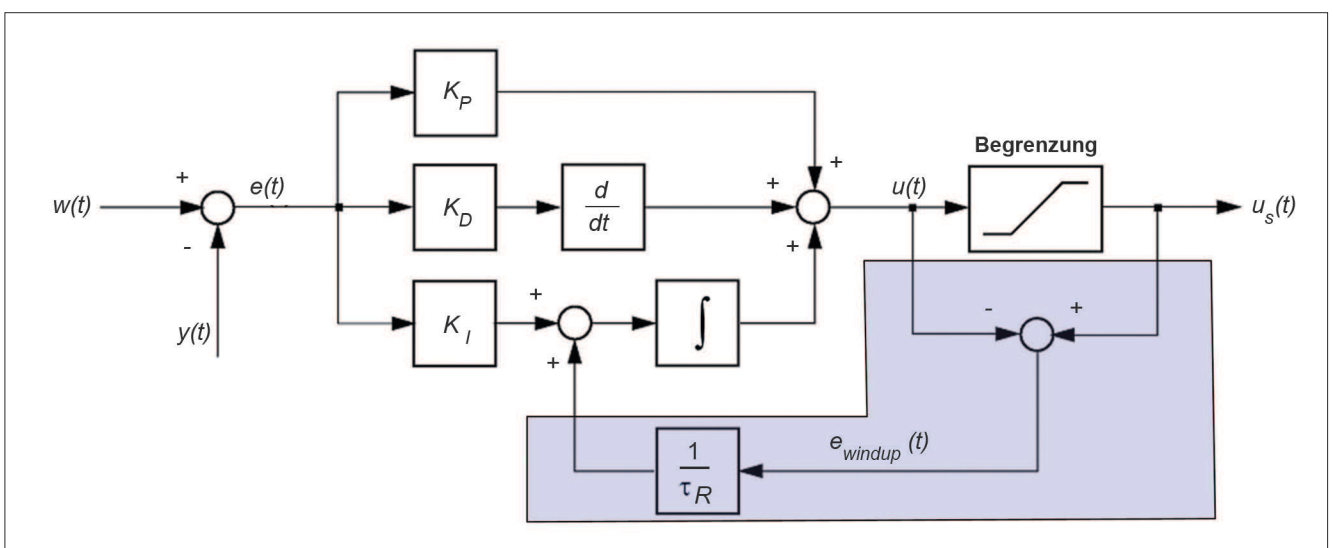 K_P
Begrenzung
+
+
e(t)
+
u(t)
w(t)
K_D
d
dt
u_s(t)
-
+
+
K_I
∫
-
+
y(t)
+
e_windup (t)
1
τ_R